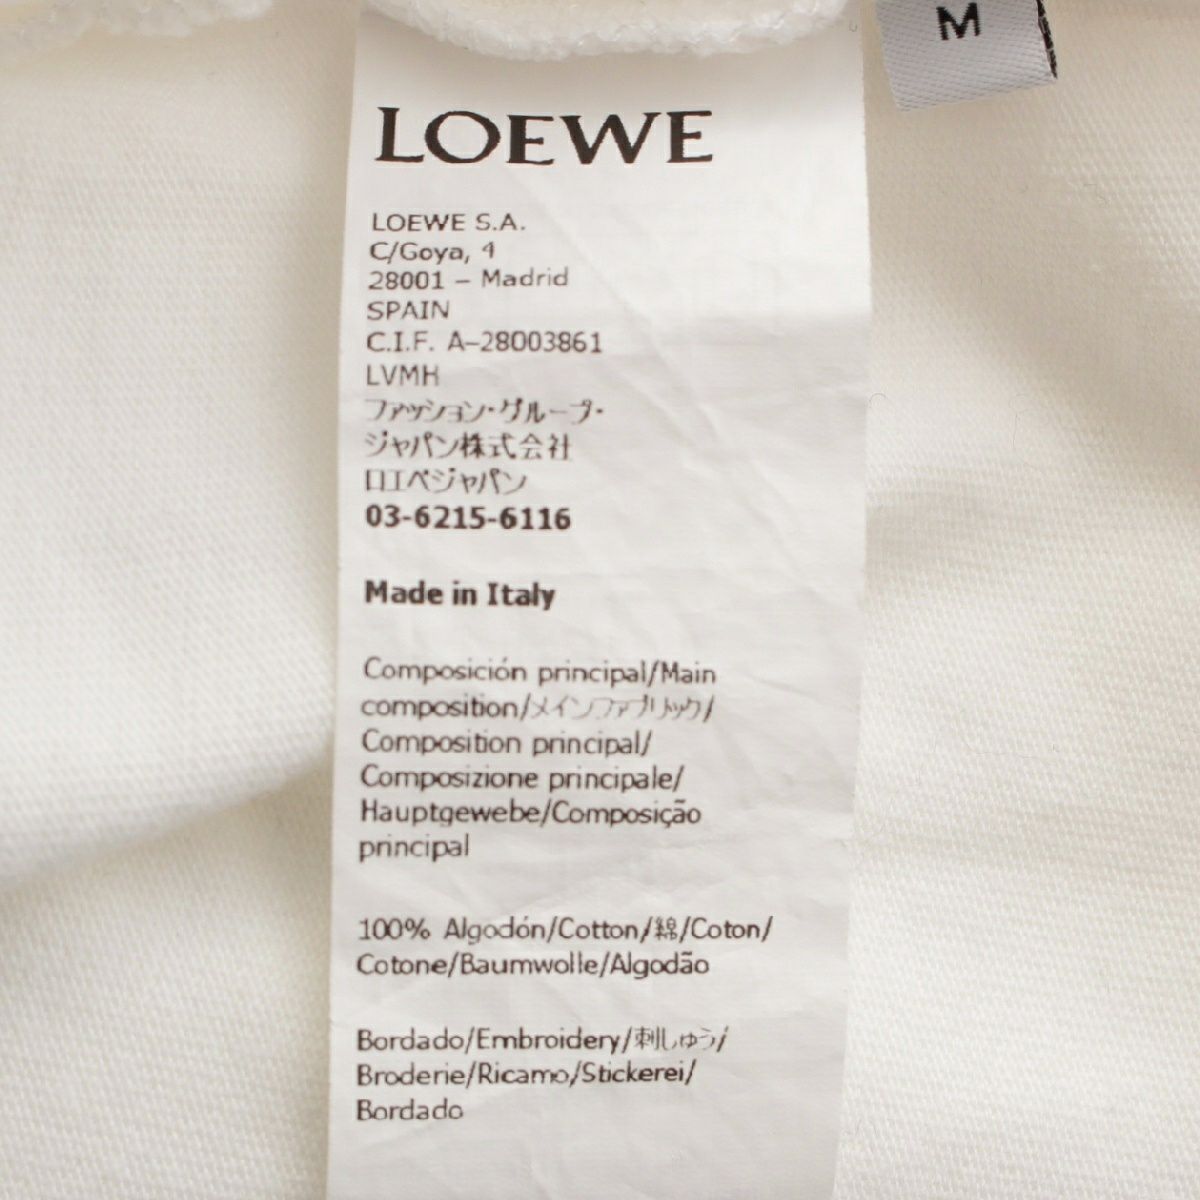 M
LOEWE
LOEWE S.A.
C/Goya, 4
28001 – Madrid
SPAIN
C.I.F. A–28003861
LVMH
ファッション・グループ・
ジャパン株式会社
ロエベジャパン
03-6215-6116
Made in Italy
Composición principal/Main
composition/メインファブリック/
Composition principal/
Composizione principale/
Hauptgewebe/Composição
principal
100% Algodón/Cotton/綿/Coton/
Cotone/Baumwolle/Algodão
Bordado/Embroidery/刺しゅう/
Broderie/Ricamo/Stickerei/
Bordado